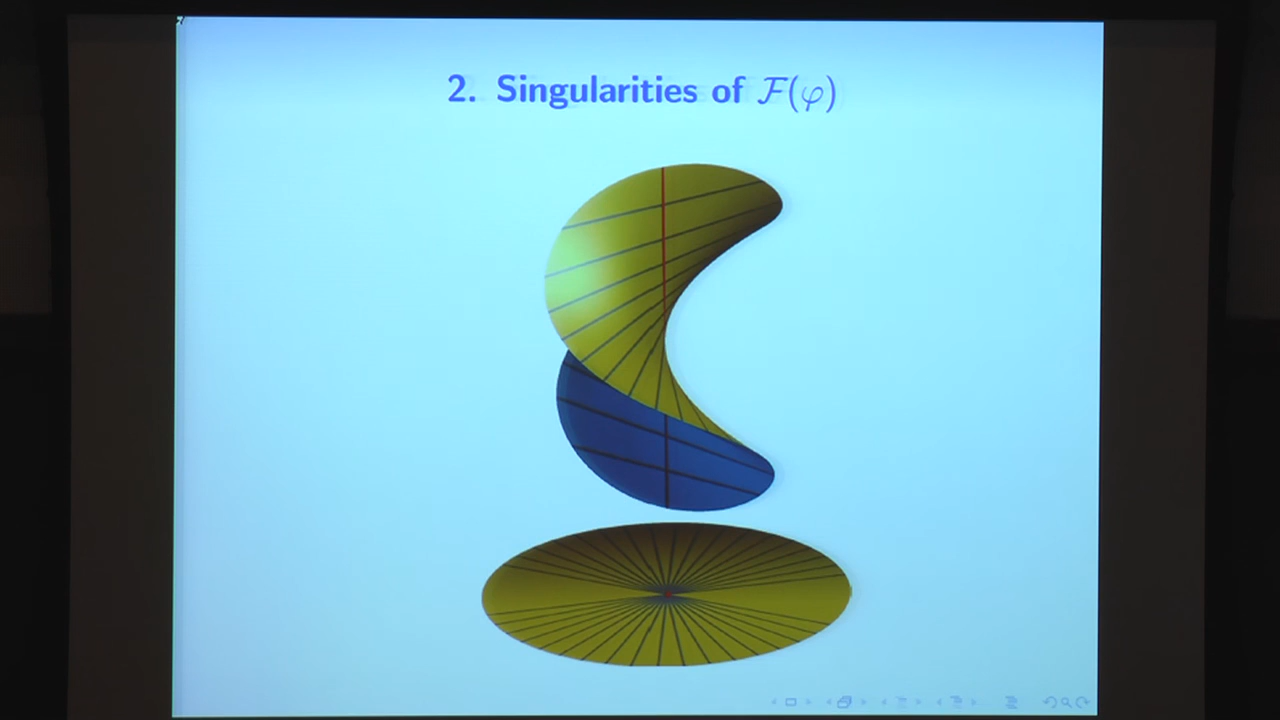 2. Singularities of 𝓕(φ)